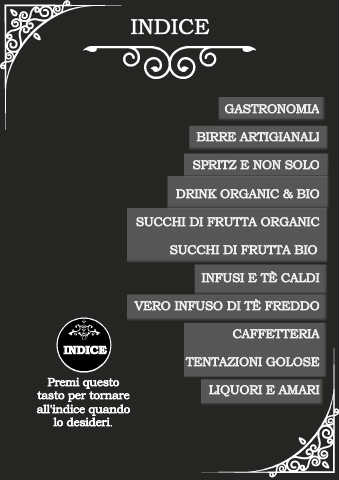 INDICE
GASTRONOMIA
BIRRE ARTIGIANALI
SPRITZ E NON SOLO
DRINK ORGANIC & BIO
SUCCHI DI FRUTTA ORGANIC
SUCCHI DI FRUTTA BIO
INFUSI E TÈ CALDI
VERO INFUSO DI TÈ FREDDO
CAFFETTERIA
TENTAZIONI GOLOSE
LIQUORI E AMARI
INDICE
Premi questo
tasto per tornare
all'indice quando
lo desideri.